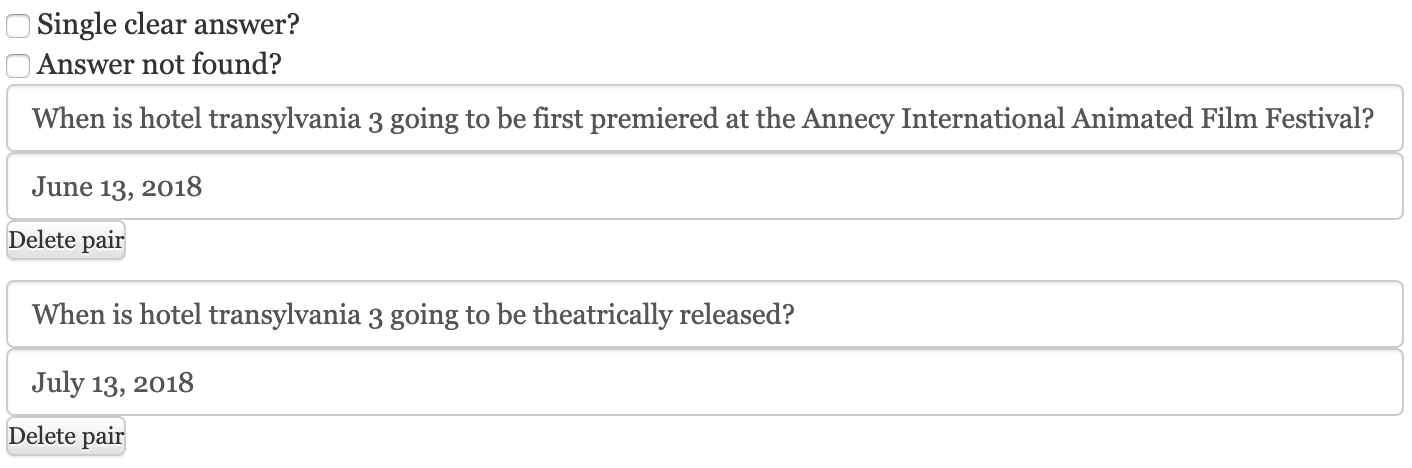 Single clear answer?
Answer not found?
When is hotel transylvania 3 going to be first premiered at the Annecy International Animated Film Festival?
June 13, 2018
Delete pair
When is hotel transylvania 3 going to be theatrically released?
July 13, 2018
Delete pair